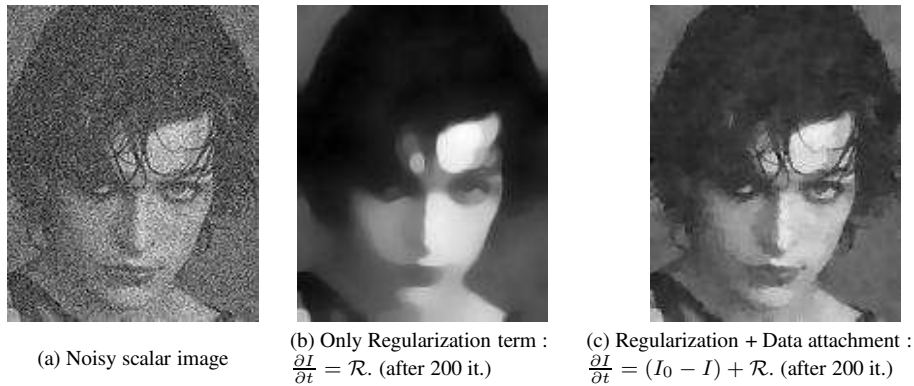 (a) Noisy scalar image
(b) Only Regularization term :
∂I/∂t = R. (after 200 it.)
(c) Regularization + Data attachment :
∂I/∂t = (I₀ − I) + R. (after 200 it.)